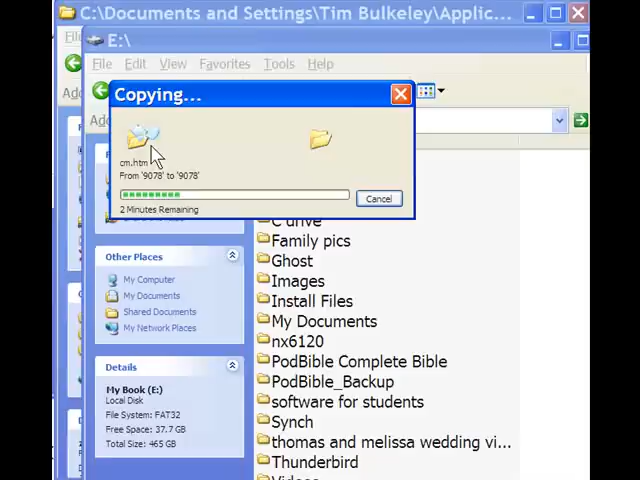 C:\Documents and Settings\Tim Bulkeley\Applic...
E:\
File Edit View Favorites Tools Help
Copying...
cm.htm
From '9078' to '9078'
Cancel
2 Minutes Remaining
C drive
Family pics
Ghost
Images
Install Files
My Documents
nx6120
PodBible Complete Bible
PodBible_Backup
software for students
Synch
thomas and melissa wedding vi...
Thunderbird
Other Places
My Computer
My Documents
Shared Documents
My Network Places
Details
My Book (E:)
Local Disk
File System: FAT32
Free Space: 37.7 GB
Total Size: 465 GB